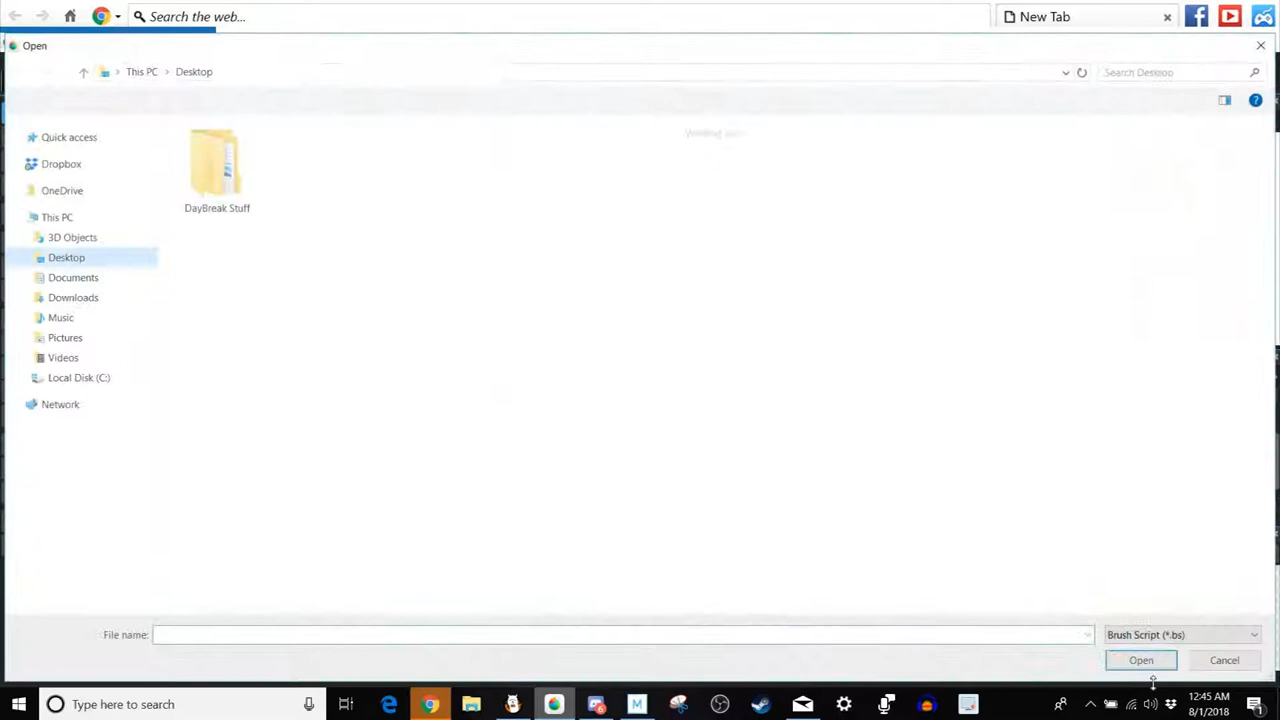 Search the web...
New Tab
Open
This PC
Desktop
Search Desktop
Quick access
Dropbox
OneDrive
This PC
3D Objects
Desktop
Documents
Downloads
Music
Pictures
Videos
Local Disk (C:)
Network
DayBreak Stuff
File name:
Brush Script (*.bs)
Open
Cancel
Type here to search
12:45 AM
8/1/2018